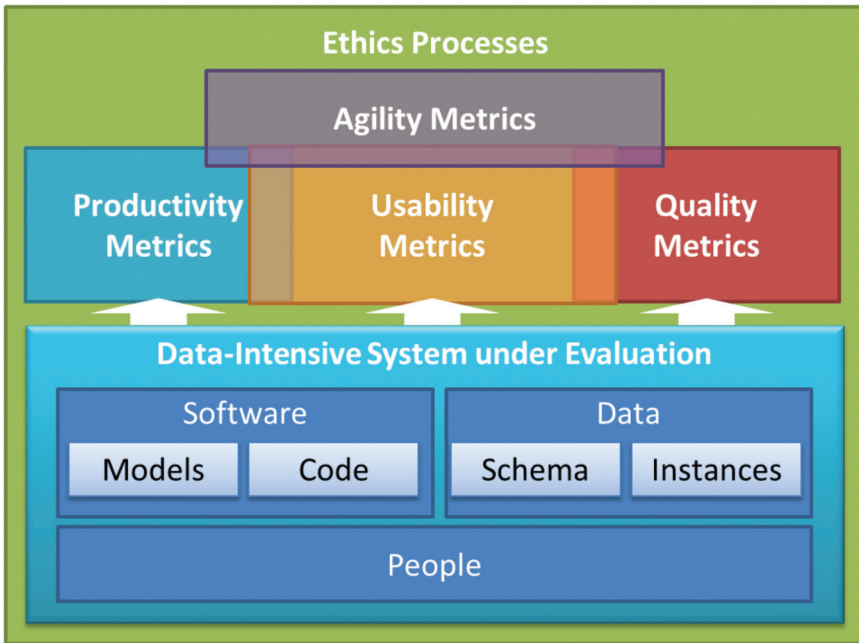 Ethics Processes
Agility Metrics
Productivity
Metrics
Usability
Metrics
Quality
Metrics
Data-Intensive System under Evaluation
Software
Models
Code
Data
Schema
Instances
People